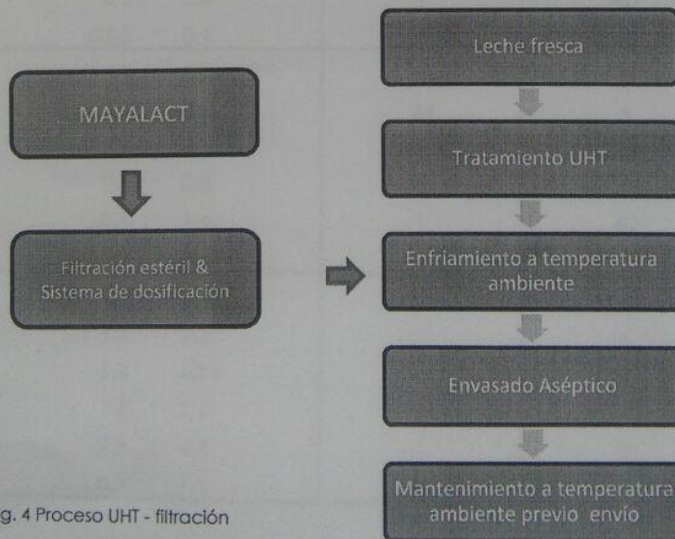 MAYALACT
Filtración estéril &
Sistema de dosificación
Leche fresca
Tratamiento UHT
Enfriamiento a temperatura
ambiente
Envasado Aséptico
Mantenimiento a temperatura
ambiente previo envío
g. 4 Proceso UHT - filtración